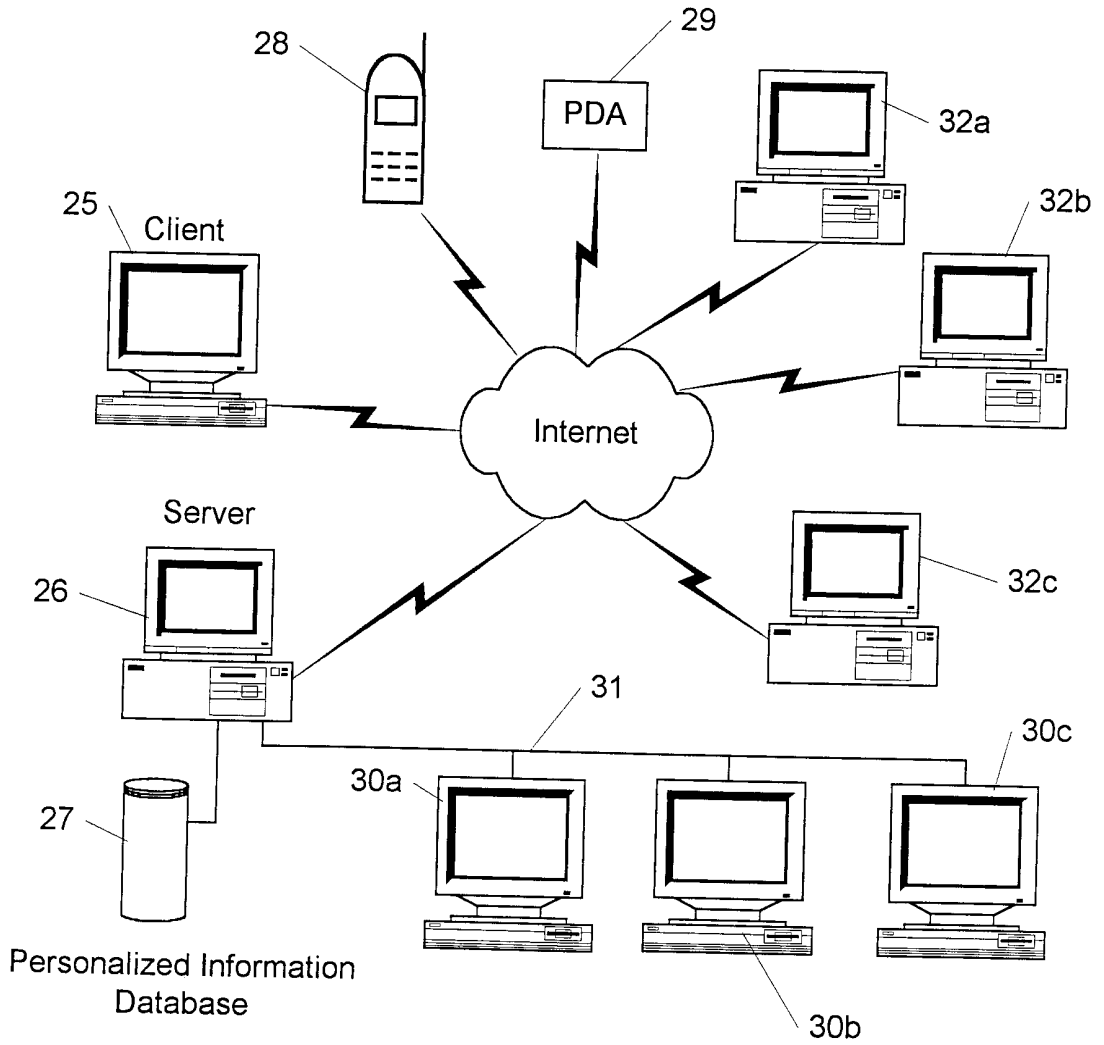 28
29
PDA
32a
25
Client
32b
Internet
Server
26
32c
31
30c
30a
27
Personalized Information
Database
30b